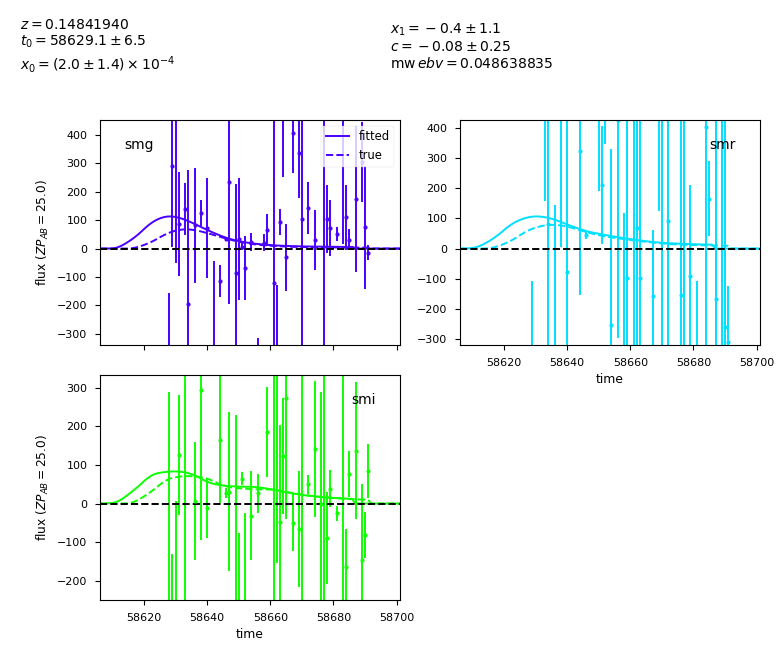 z = 0.14841940
t₀ = 58629.1 ± 6.5
x₀ = (2.0 ± 1.4) × 10⁻⁴
x₁ = −0.4 ± 1.1
c = −0.08 ± 0.25
mw ebv = 0.048638835
smg
fitted
true
400
300
200
100
0
−100
−200
−300
flux (ZP_AB = 25.0)
smr
400
300
200
100
0
−100
−200
−300
58620 58640 58660 58680 58700
time
smi
300
200
100
0
−100
−200
flux (ZP_AB = 25.0)
58620 58640 58660 58680 58700
time